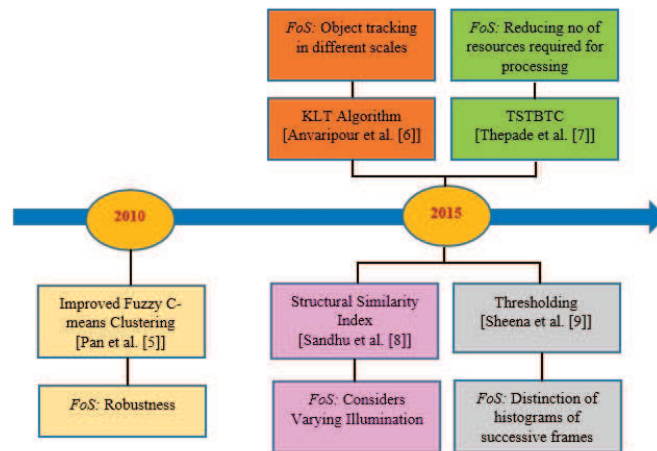 FoS: Object tracking
in different scales
FoS: Reducing no of
resources required for
processing
KLT Algorithm
[Anvaripour et al. [6]]
TSTBTC
[Thepade et al. [7]]
2010
2015
Improved Fuzzy C-
means Clustering
[Pan et al. [5]]
Structural Similarity
Index
[Sandhu et al. [8]]
Thresholding
[Sheena et al. [9]]
FoS: Robustness
FoS: Considers
Varying Illumination
FoS: Distinction of
histograms of
successive frames